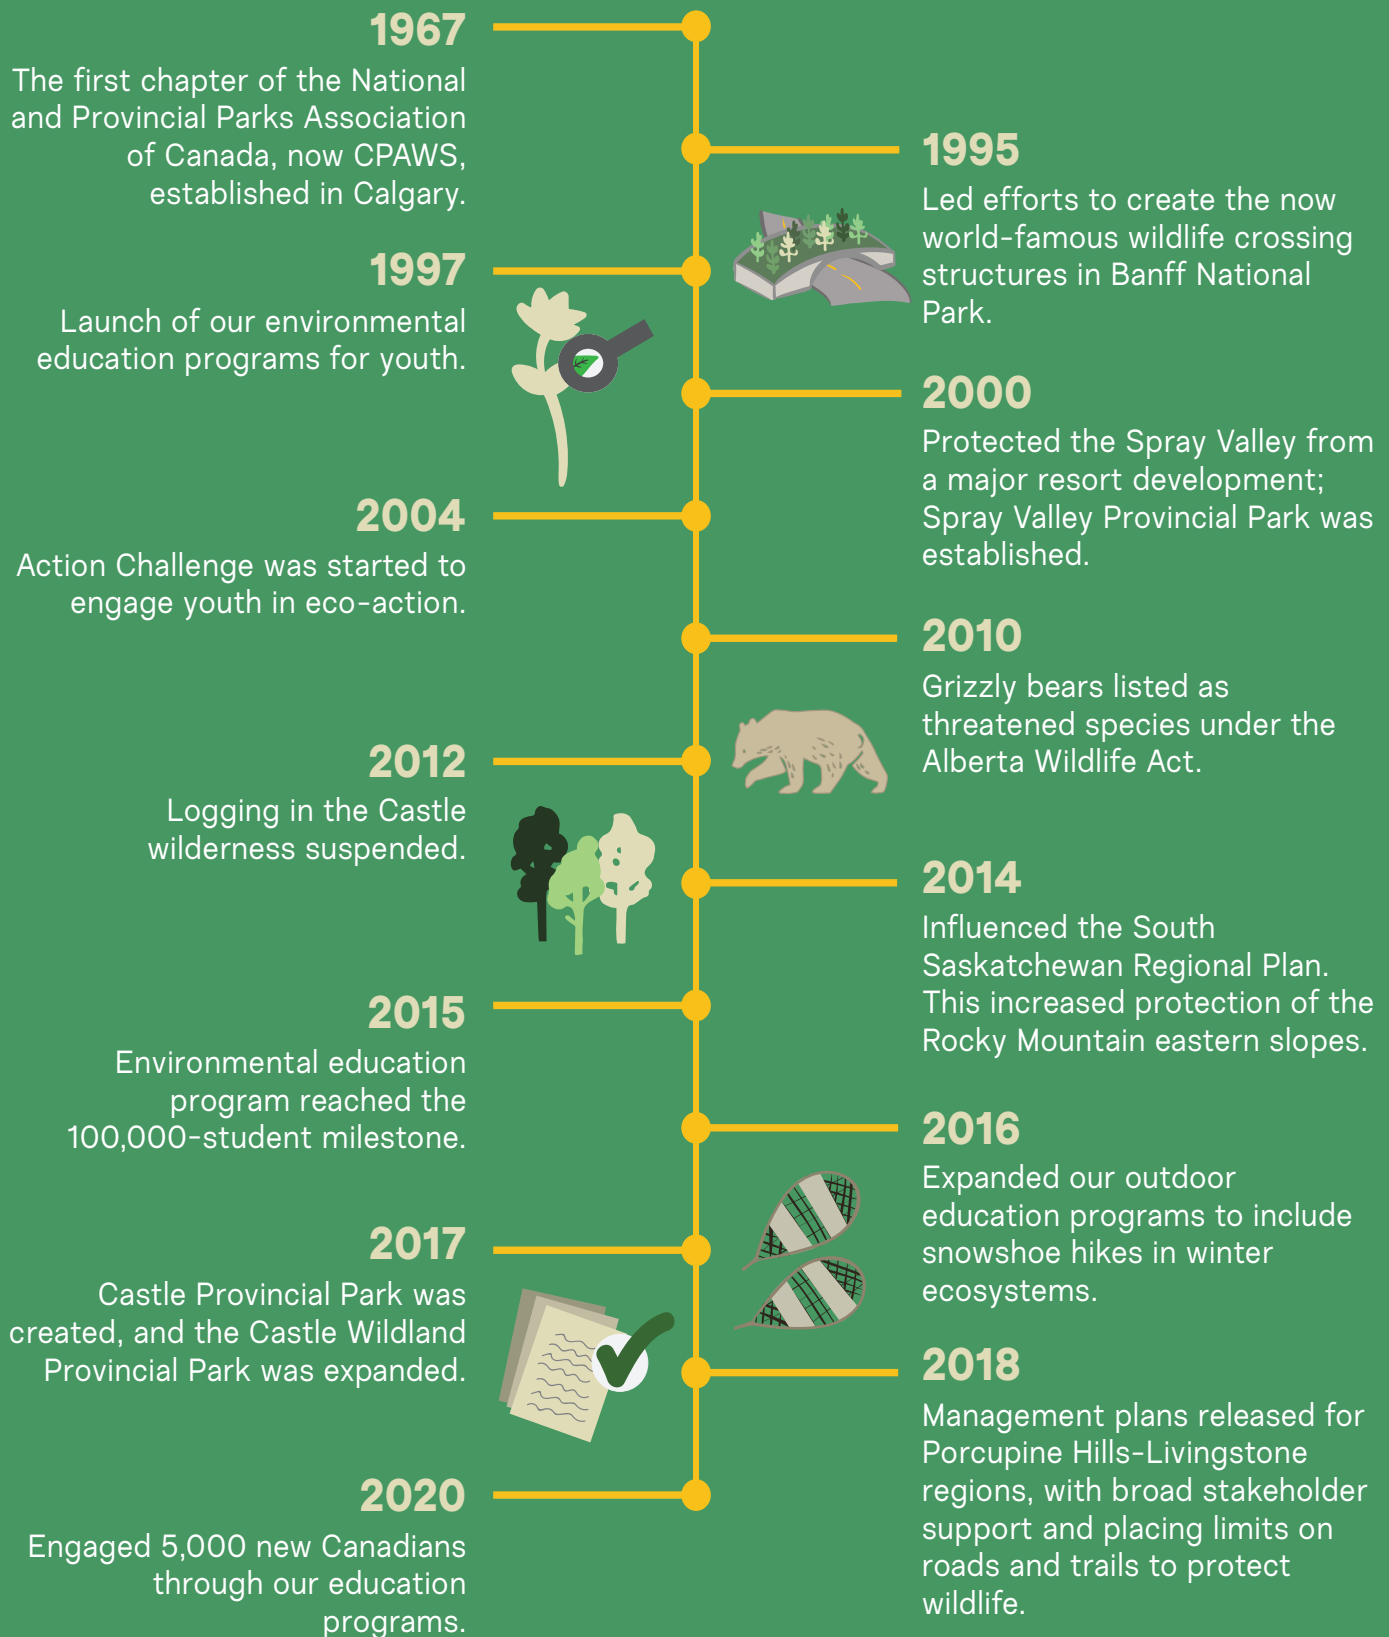 1967
The first chapter of the National
and Provincial Parks Association
of Canada, now CPAWS,
established in Calgary.
1995
Led efforts to create the now
world-famous wildlife crossing
structures in Banff National
Park.
1997
Launch of our environmental
education programs for youth.
2000
Protected the Spray Valley from
a major resort development;
Spray Valley Provincial Park was
established.
2004
Action Challenge was started to
engage youth in eco-action.
2010
Grizzly bears listed as
threatened species under the
Alberta Wildlife Act.
2012
Logging in the Castle
wilderness suspended.
2014
Influenced the South
Saskatchewan Regional Plan.
This increased protection of the
Rocky Mountain eastern slopes.
2015
Environmental education
program reached the
100,000-student milestone.
2016
Expanded our outdoor
education programs to include
snowshoe hikes in winter
ecosystems.
2017
Castle Provincial Park was
created, and the Castle Wildland
Provincial Park was expanded.
2018
Management plans released for
Porcupine Hills-Livingstone
regions, with broad stakeholder
support and placing limits on
roads and trails to protect
wildlife.
2020
Engaged 5,000 new Canadians
through our education
programs.